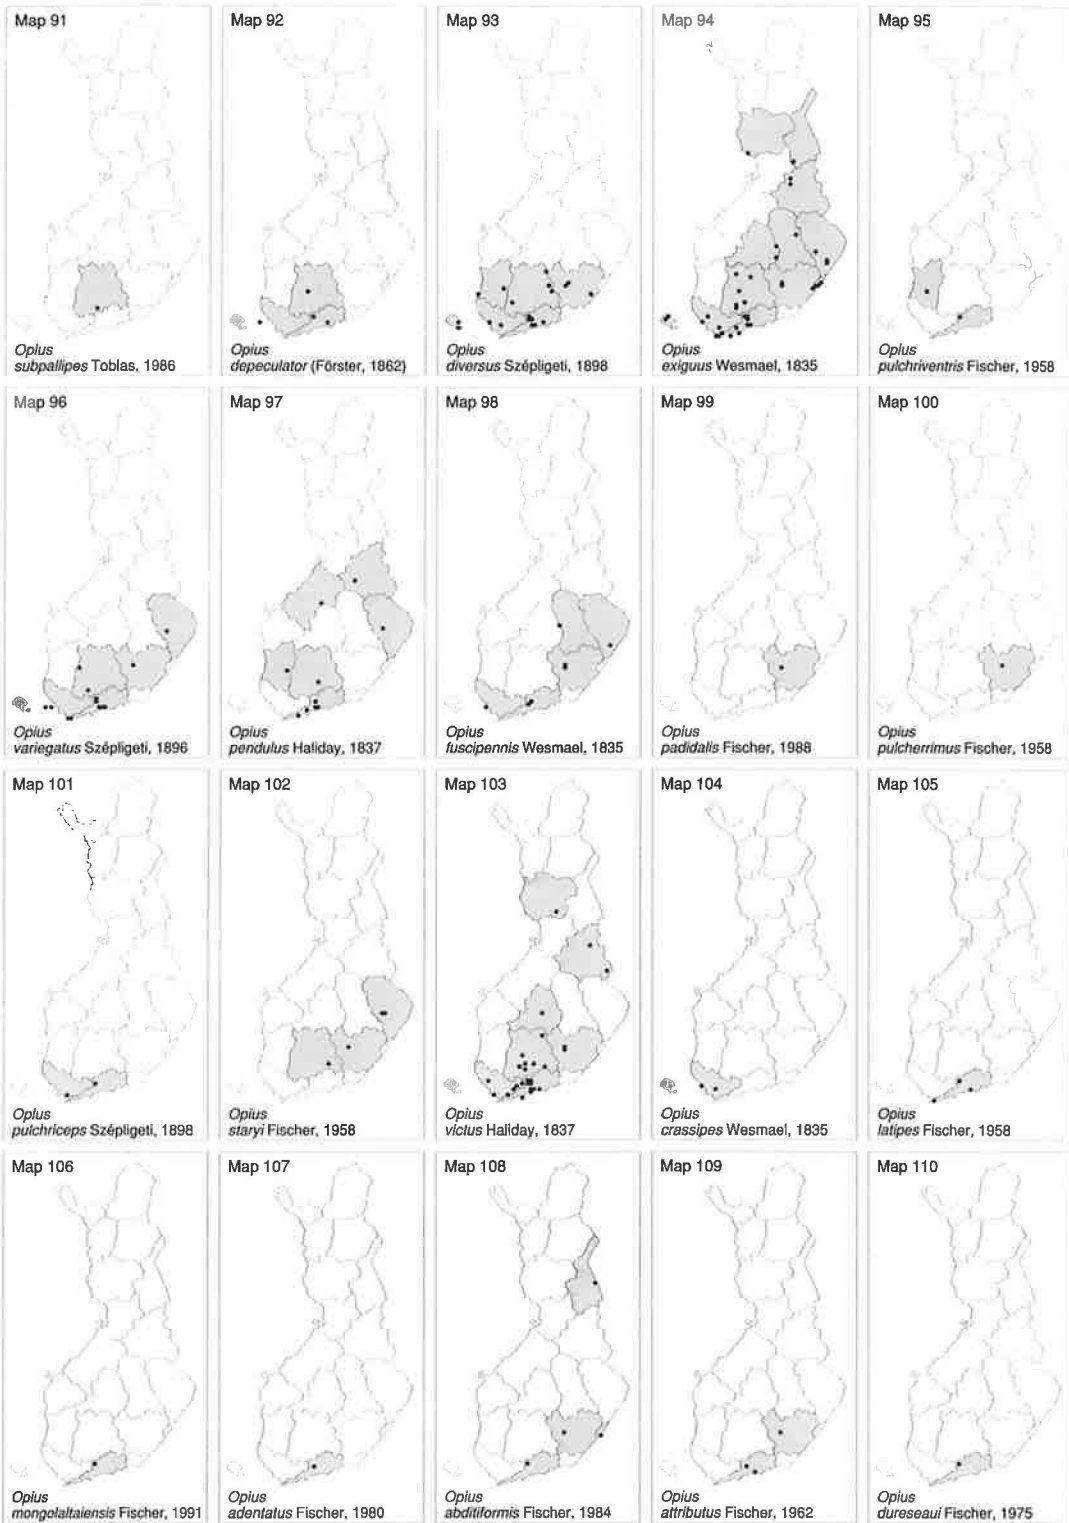 Map 91
Opius
subpallipes Toblas, 1986
Map 92
Opius
depeculator (Förster, 1862)
Map 93
Opius
diversus Szépligeti, 1898
Map 94
Opius
exiguus Wesmael, 1835
Map 95
Opius
pulchriventris Fischer, 1958
Map 96
Opius
variegatus Szépligeti, 1896
Map 97
Opius
pendulus Haliday, 1837
Map 98
Opius
fuscipennis Wesmael, 1835
Map 99
Opius
padidalis Fischer, 1988
Map 100
Opius
pulcherrimus Fischer, 1958
Map 101
Opius
pulchriceps Szépligeti, 1898
Map 102
Opius
staryi Fischer, 1958
Map 103
Opius
victus Haliday, 1837
Map 104
Opius
crassipes Wesmael, 1835
Map 105
Opius
latipes Fischer, 1958
Map 106
Opius
mongolaltaiensis Fischer, 1991
Map 107
Opius
adentatus Fischer, 1980
Map 108
Opius
abditiformis Fischer, 1984
Map 109
Opius
attributus Fischer, 1962
Map 110
Opius
dureseaui Fischer, 1975